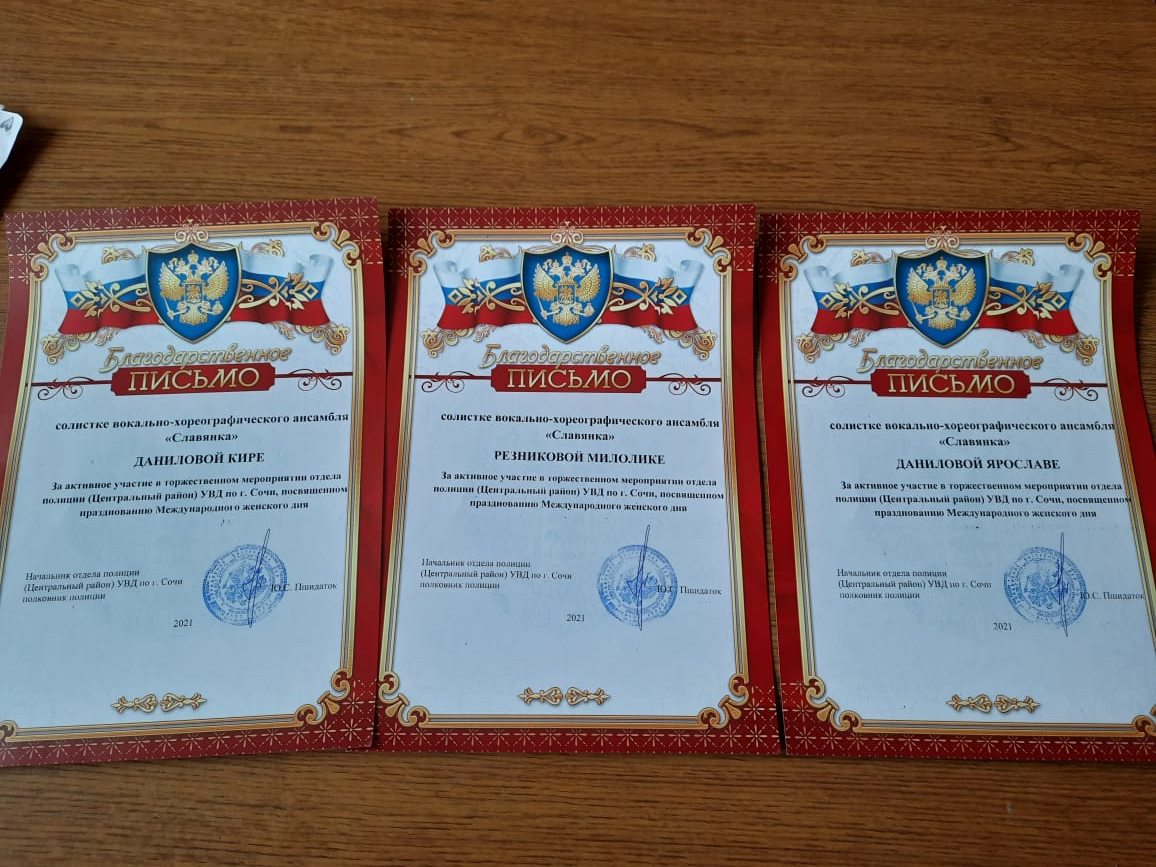 Благодарственное
ПИСЬМО
солистке вокально-хореографического ансамбля
«Славянка»
ДАНИЛОВОЙ КИРЕ
За активное участие в торжественном мероприятии отдела
полиции (Центральный район) УВД по г. Сочи, посвященном
празднованию Международного женского дня
Начальник отдела полиции
(Центральный район) УВД по г. Сочи
полковник полиции
Ю.С. Пшидаток
2021
Благодарственное
ПИСЬМО
солистке вокально-хореографического ансамбля
«Славянка»
РЕЗНИКОВОЙ МИЛОЛИКЕ
За активное участие в торжественном мероприятии отдела
полиции (Центральный район) УВД по г. Сочи, посвященном
празднованию Международного женского дня
Начальник отдела полиции
(Центральный район) УВД по г. Сочи
полковник полиции
Ю.С. Пшидаток
2021
Благодарственное
ПИСЬМО
солистке вокально-хореографического ансамбля
«Славянка»
ДАНИЛОВОЙ ЯРОСЛАВЕ
За активное участие в торжественном мероприятии отдела
полиции (Центральный район) УВД по г. Сочи, посвященном
празднованию Международного женского дня
Начальник отдела полиции
(Центральный район) УВД по г. Сочи
полковник полиции
Ю.С. Пшидаток
2021